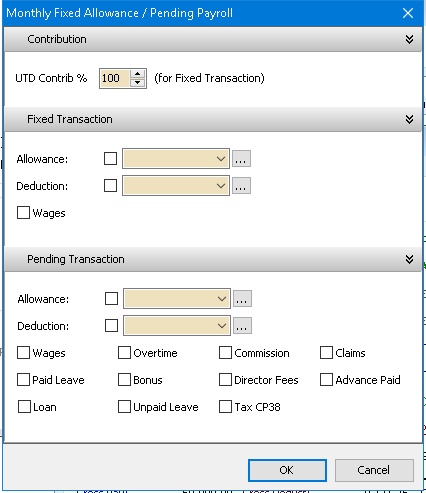 Monthly Fixed Allowance / Pending Payroll
Contribution
UTD Contrib % 100 (for Fixed Transaction)
Fixed Transaction
Allowance: ...
Deduction: ...
Wages
Pending Transaction
Allowance: ...
Deduction: ...
Wages Overtime Commission Claims
Paid Leave Bonus Director Fees Advance Paid
Loan Unpaid Leave Tax CP38
OK Cancel